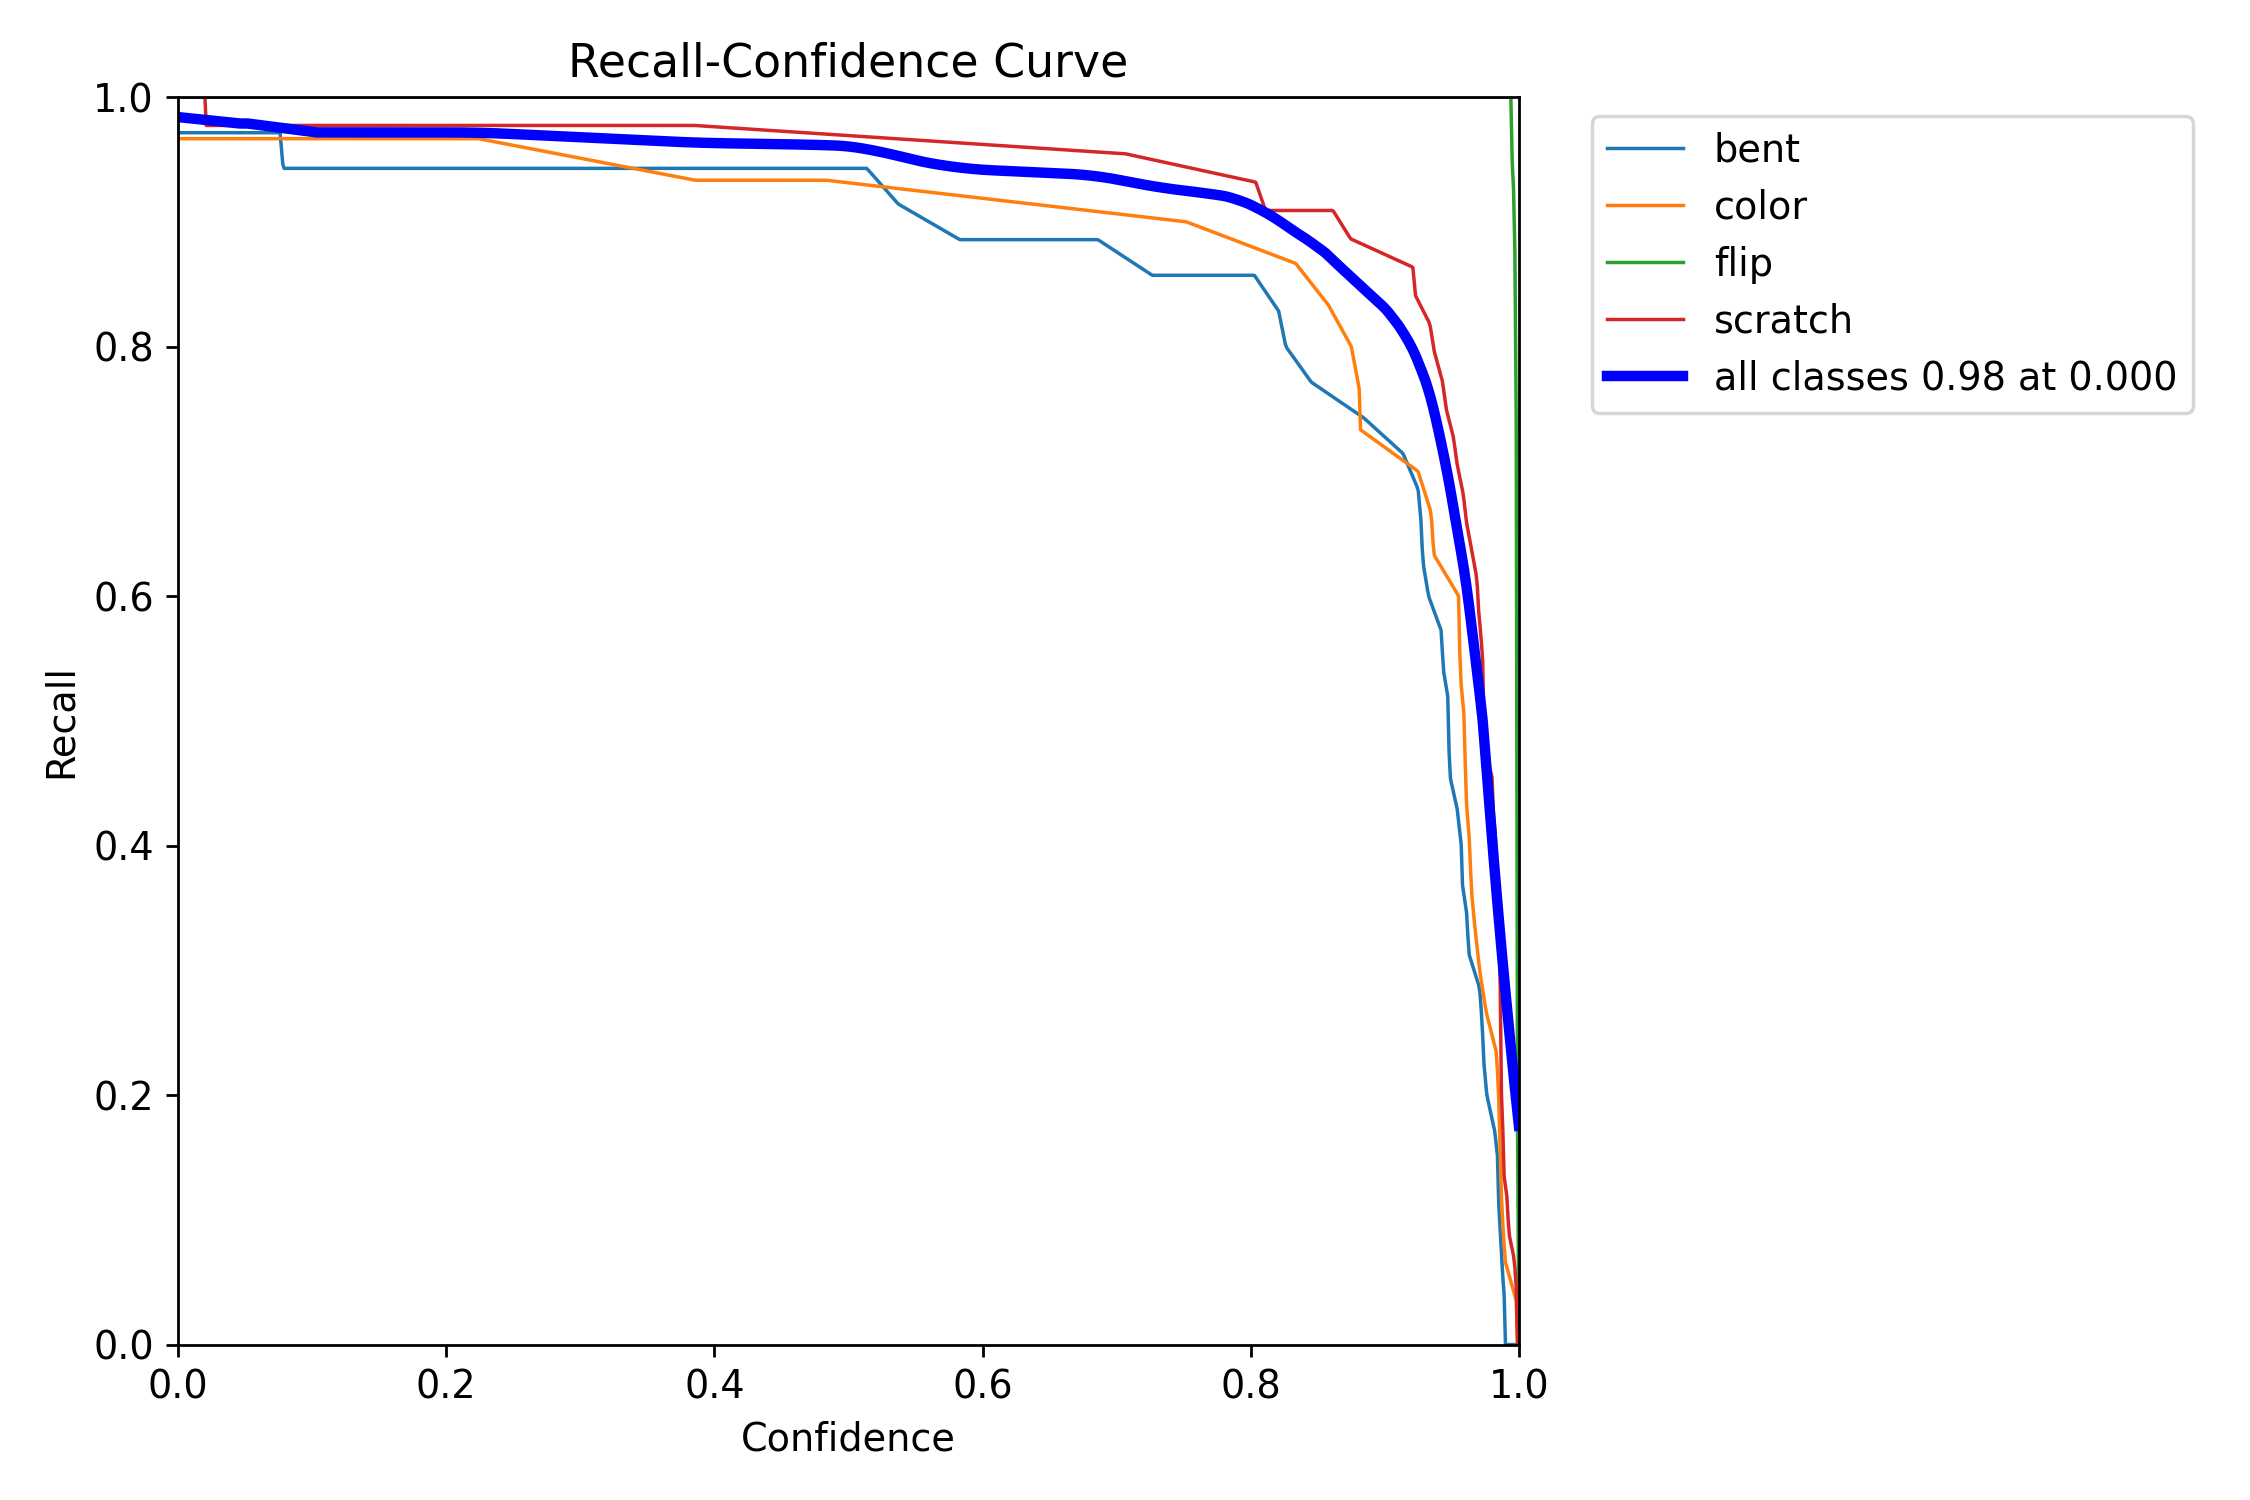 Recall-Confidence Curve
1.0
0.8
0.6
0.4
0.2
0.0
Recall
0.0 0.2 0.4 0.6 0.8 1.0
Confidence
bent
color
flip
scratch
all classes 0.98 at 0.000